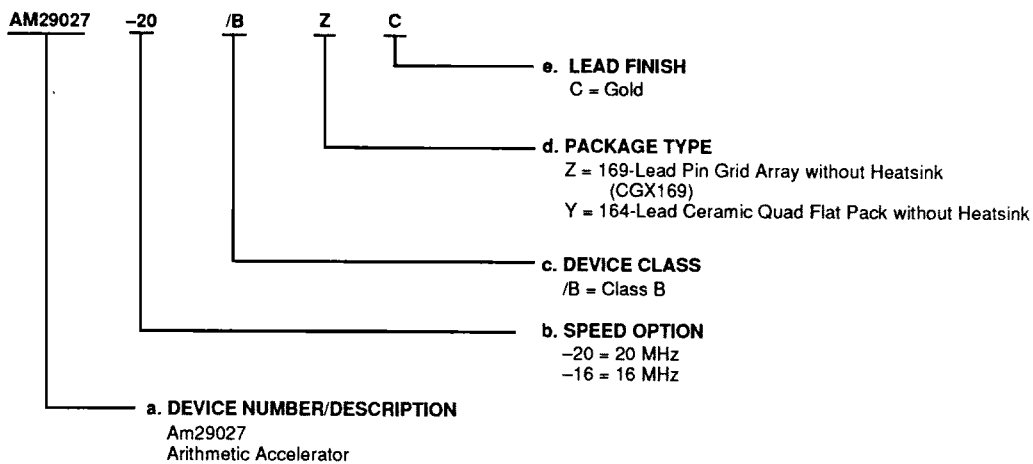 AM29027 –20 /B Z C
e. LEAD FINISH
C = Gold
d. PACKAGE TYPE
Z = 169-Lead Pin Grid Array without Heatsink
(CGX169)
Y = 164-Lead Ceramic Quad Flat Pack without Heatsink
c. DEVICE CLASS
/B = Class B
b. SPEED OPTION
–20 = 20 MHz
–16 = 16 MHz
a. DEVICE NUMBER/DESCRIPTION
Am29027
Arithmetic Accelerator